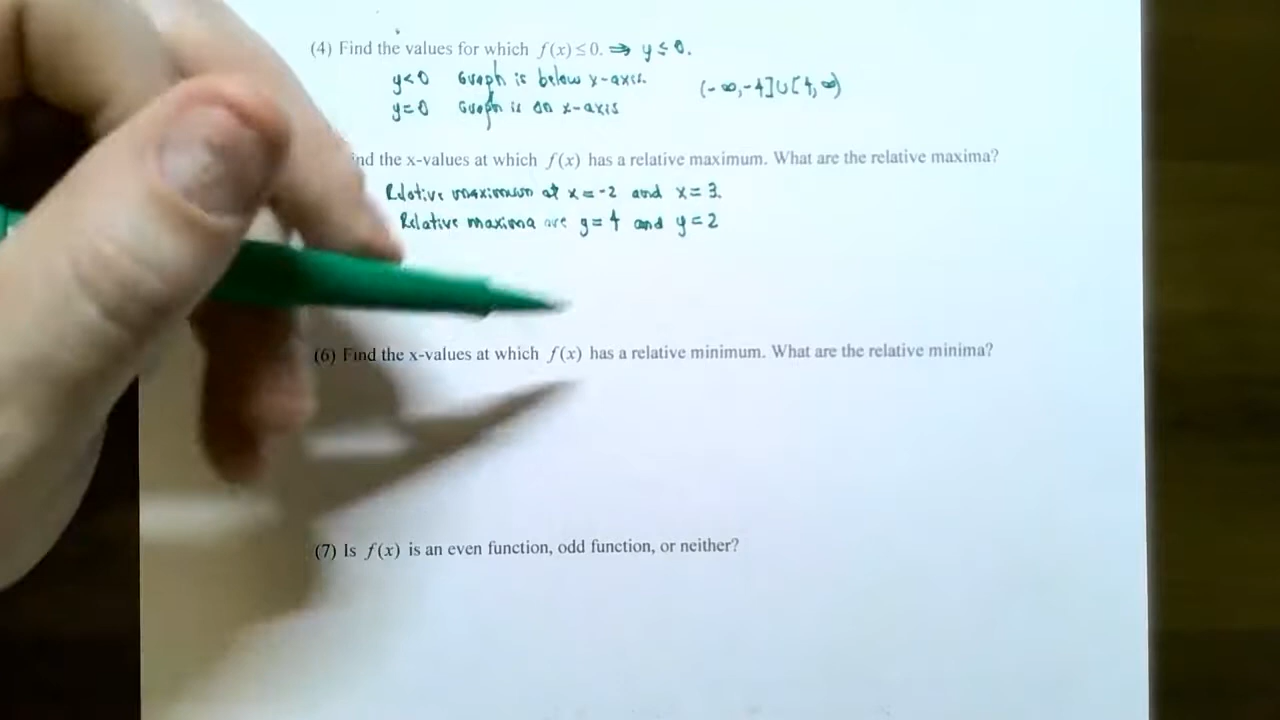 (4) Find the values for which f(x) ≤ 0. ⇒ y ≤ 0.
y<0 Graph is below x-axis. (-∞,-4]∪[4,∞)
y=0 Graph is on x-axis
ind the x-values at which f(x) has a relative maximum. What are the relative maxima?
Relative maximum at x=-2 and x=3.
Relative maxima are y=4 and y=2
(6) Find the x-values at which f(x) has a relative minimum. What are the relative minima?
(7) Is f(x) is an even function, odd function, or neither?